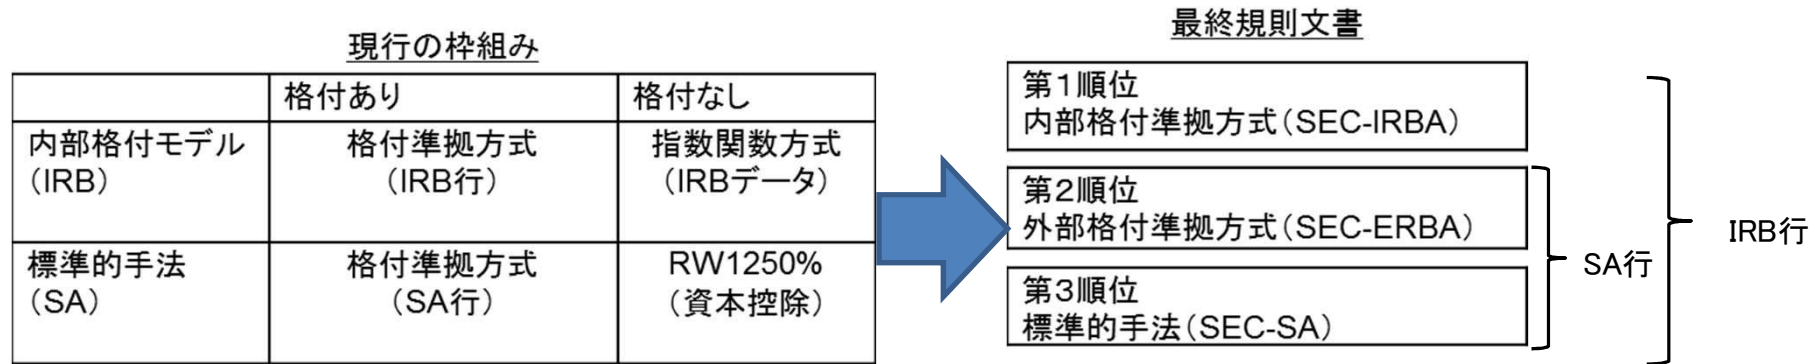 現行の枠組み
格付あり
格付なし
内部格付モデル
(IRB)
格付準拠方式
(IRB行)
指数関数方式
(IRBデータ)
標準的手法
(SA)
格付準拠方式
(SA行)
RW1250%
(資本控除)
最終規則文書
第1順位
内部格付準拠方式(SEC-IRBA)
第2順位
外部格付準拠方式(SEC-ERBA)
第3順位
標準的手法(SEC-SA)
SA行
IRB行